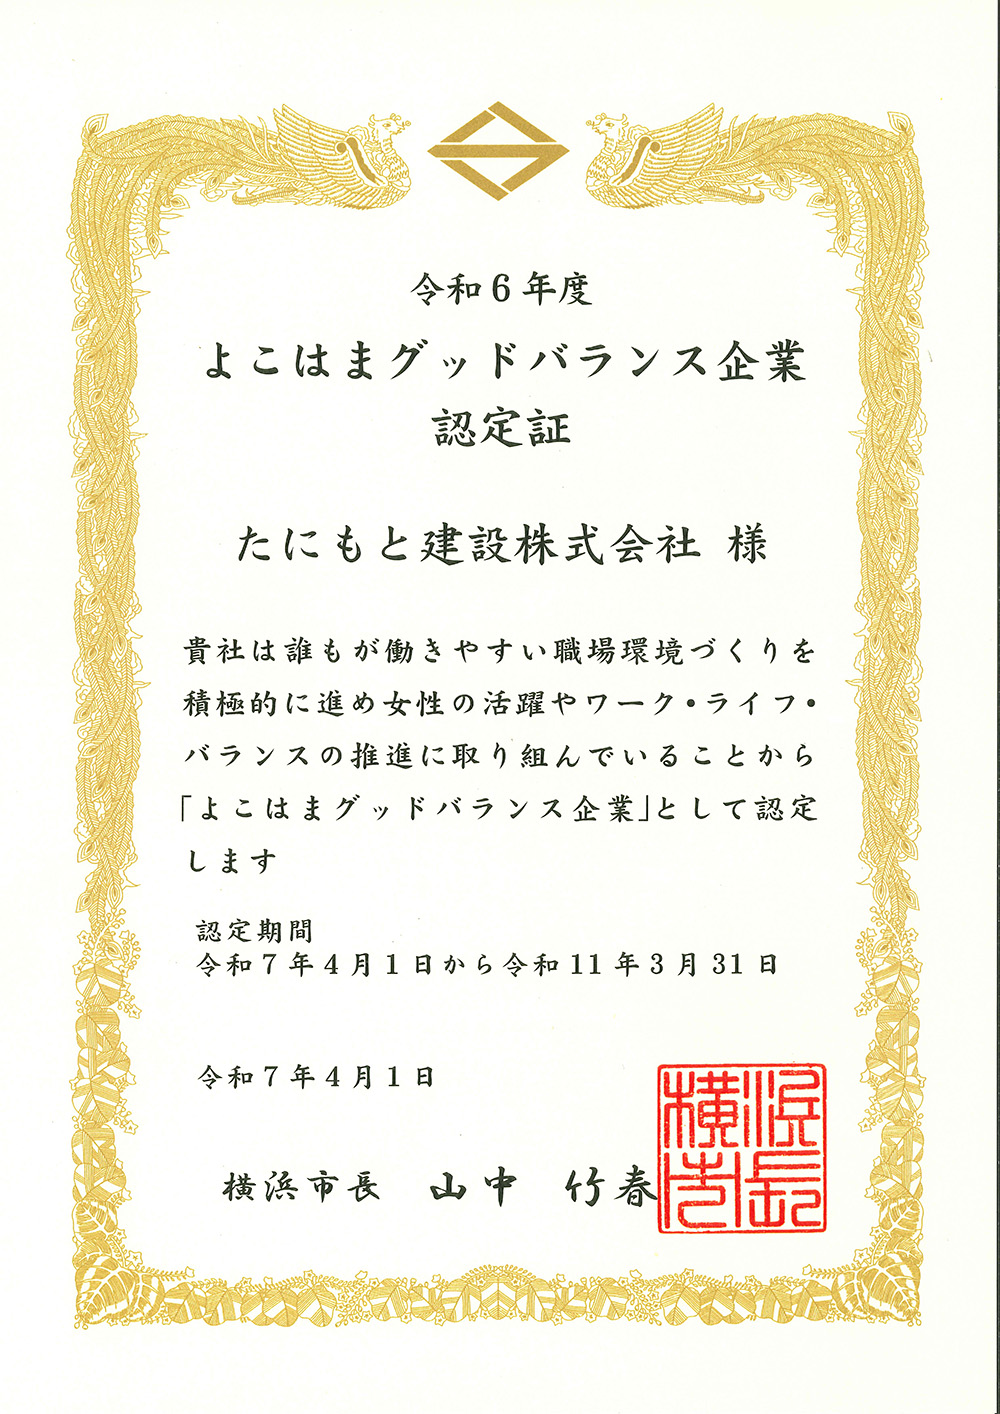 令和6年度
よこはまグッドバランス企業
認定証
たにもと建設株式会社 様
貴社は誰もが働きやすい職場環境づくりを
積極的に進め女性の活躍やワーク・ライフ・
バランスの推進に取り組んでいることから
「よこはまグッドバランス企業」として認定
します
認定期間
令和7年4月1日から令和11年3月31日
令和7年4月1日
横浜市長 山中 竹春
横浜市長